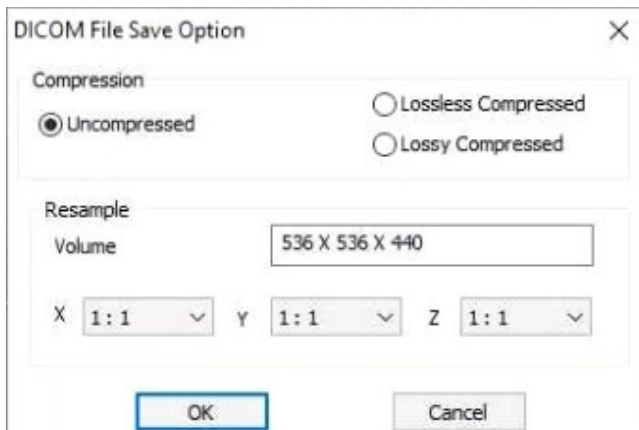 DICOM File Save Option
Compression
Uncompressed
Lossless Compressed
Lossy Compressed
Resample
Volume 536 X 536 X 440
X 1 : 1 Y 1 : 1 Z 1 : 1
OK Cancel